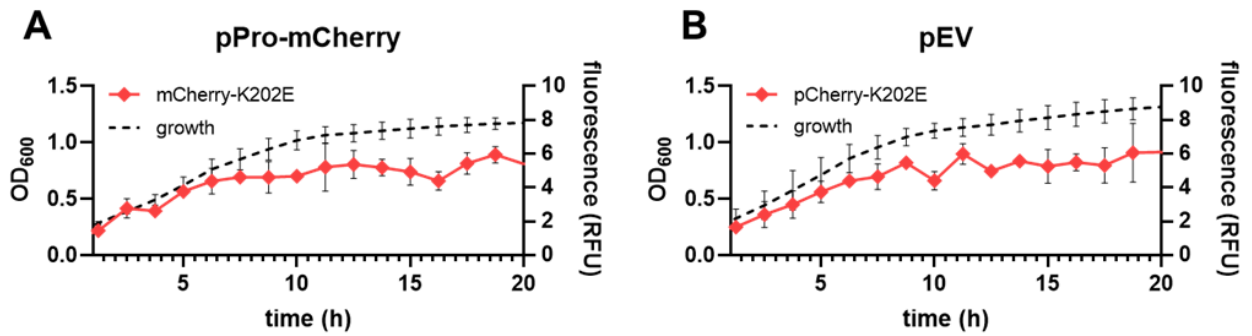 A
pPro-mCherry
1.5
1.0
0.5
0.0
OD600
mCherry-K202E
growth
10
8
6
4
2
0
fluorescence (RFU)
5
10
15
20
time (h)
B
pEV
1.5
1.0
0.5
0.0
OD600
pCherry-K202E
growth
10
8
6
4
2
0
fluorescence (RFU)
5
10
15
20
time (h)